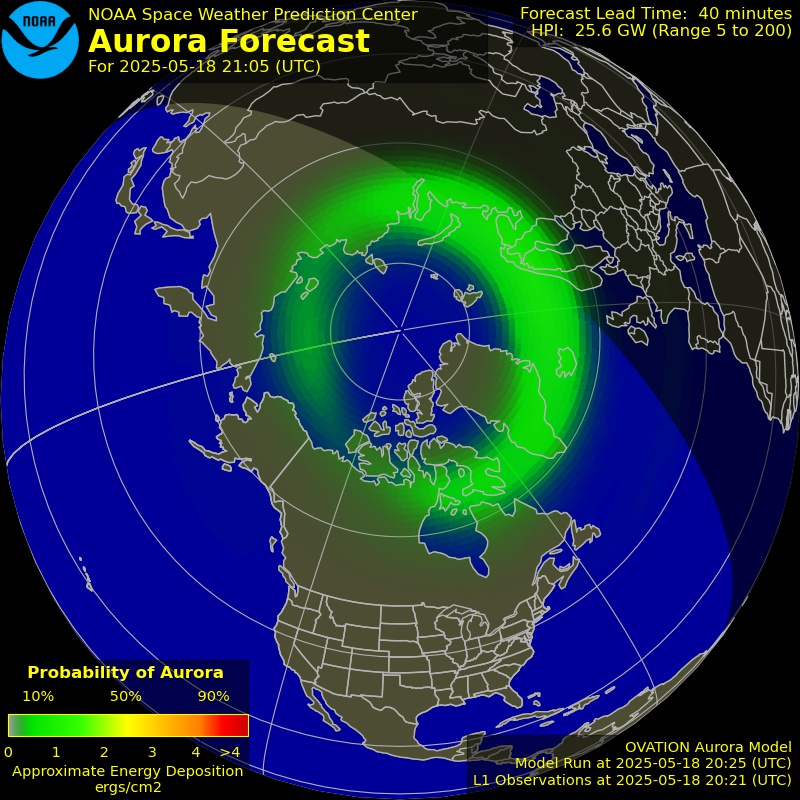 NOAA
NOAA Space Weather Prediction Center
Aurora Forecast
For 2025-05-18 21:05 (UTC)
Forecast Lead Time: 40 minutes
HPI: 25.6 GW (Range 5 to 200)
Probability of Aurora
10% 50% 90%
0 1 2 3 4 >4
Approximate Energy Deposition
ergs/cm2
OVATION Aurora Model
Model Run at 2025-05-18 20:25 (UTC)
L1 Observations at 2025-05-18 20:21 (UTC)